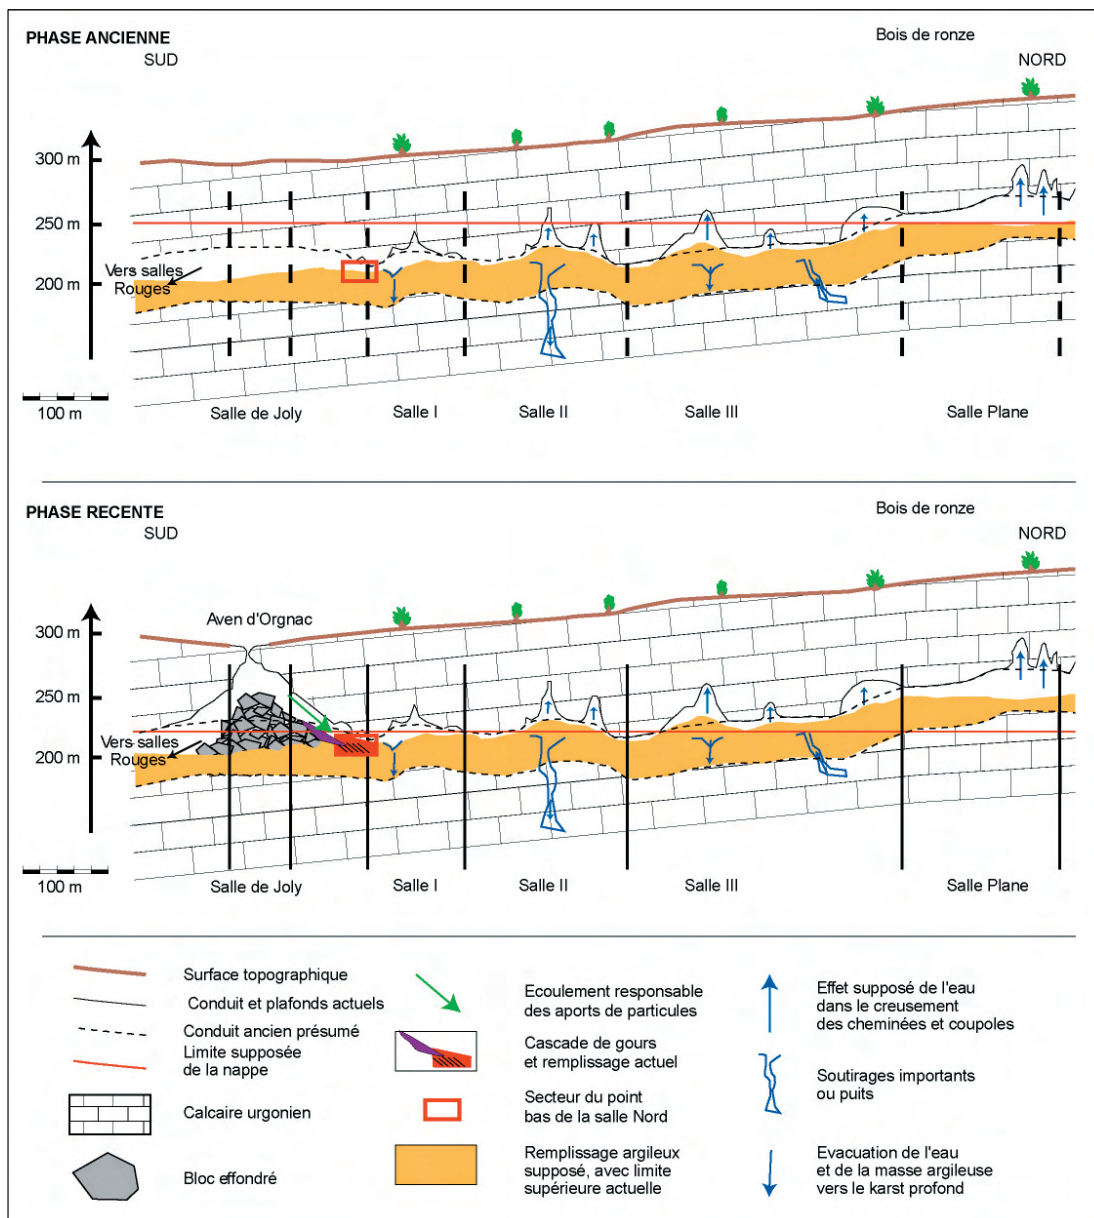 PHASE ANCIENNE
SUD
Bois de ronze
NORD
300 m
250 m
200 m
Vers salles
Rouges
100 m
Salle de Joly
Salle I
Salle II
Salle III
Salle Plane
PHASE RECENTE
SUD
Bois de ronze
NORD
Aven d'Orgnac
300 m
250 m
200 m
Vers salles
Rouges
100 m
Salle de Joly
Salle I
Salle II
Salle III
Salle Plane
Surface topographique
Conduit et plafonds actuels
Conduit ancien présumé
Limite supposée
de la nappe
Calcaire urgonien
Bloc effondré
Ecoulement responsable
des aports de particules
Cascade de gours
et remplissage actuel
Secteur du point
bas de la salle Nord
Remplissage argileux
supposé, avec limite
supérieure actuelle
Effet supposé de l'eau
dans le creusement
des cheminées et coupoles
Soutirages importants
ou puits
Evacuation de l'eau
et de la masse argileuse
vers le karst profond